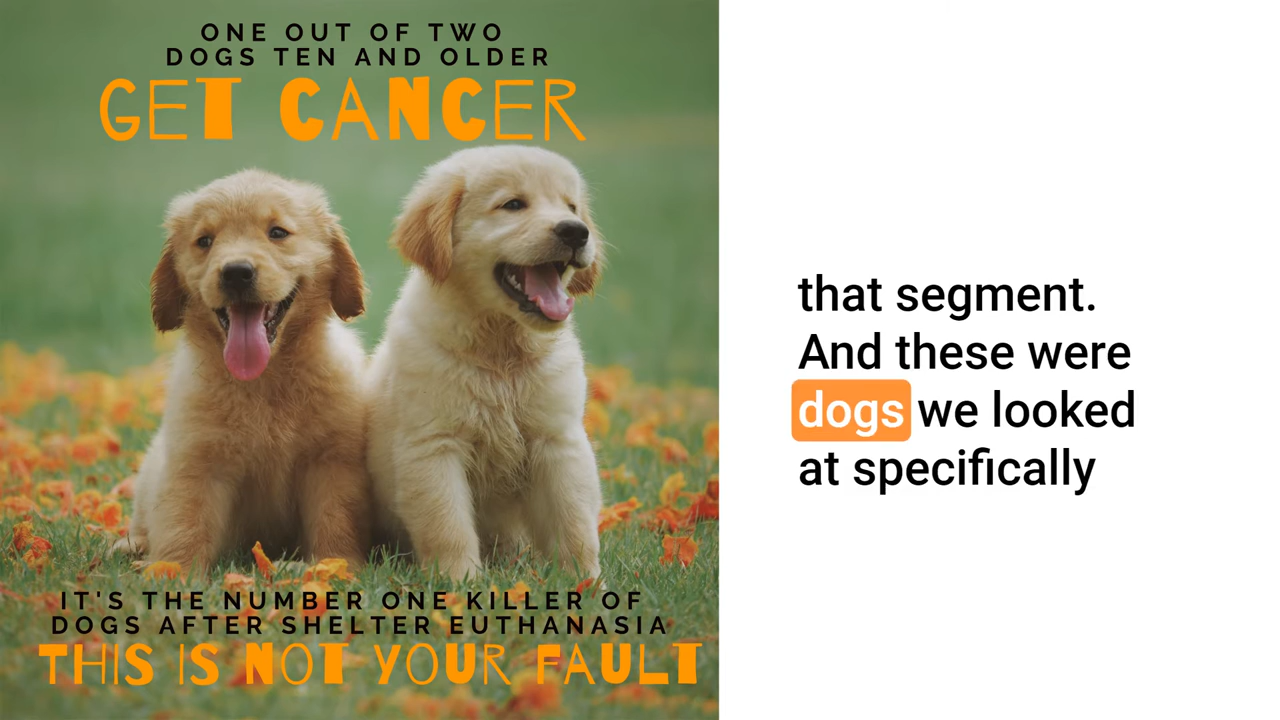 ONE OUT OF TWO
DOGS TEN AND OLDER
GET CANCER
IT'S THE NUMBER ONE KILLER OF
DOGS AFTER SHELTER EUTHANASIA
THIS IS NOT YOUR FAULT
that segment.
And these were
dogs we looked
at specifically